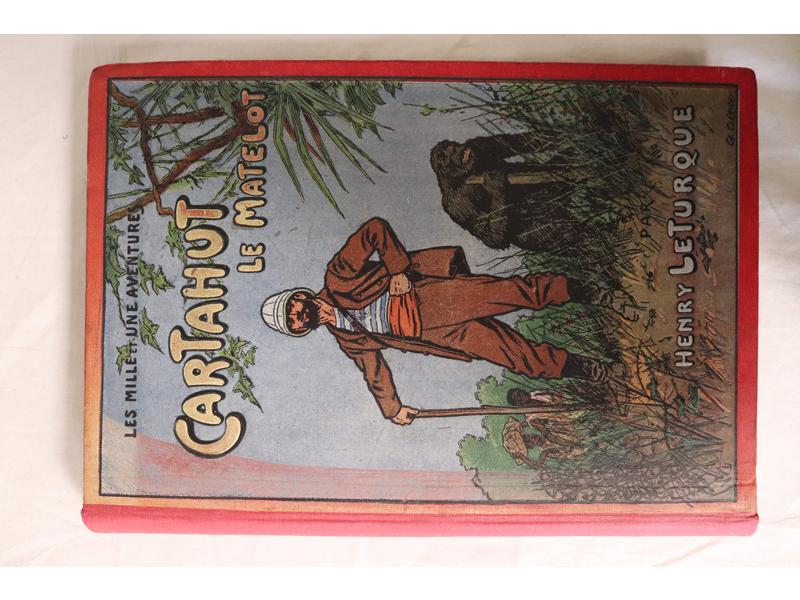 LES MILLE ET UNE AVENTURES
CARTAHUT
LE MATELOT
PAR
HENRY LETURQUE